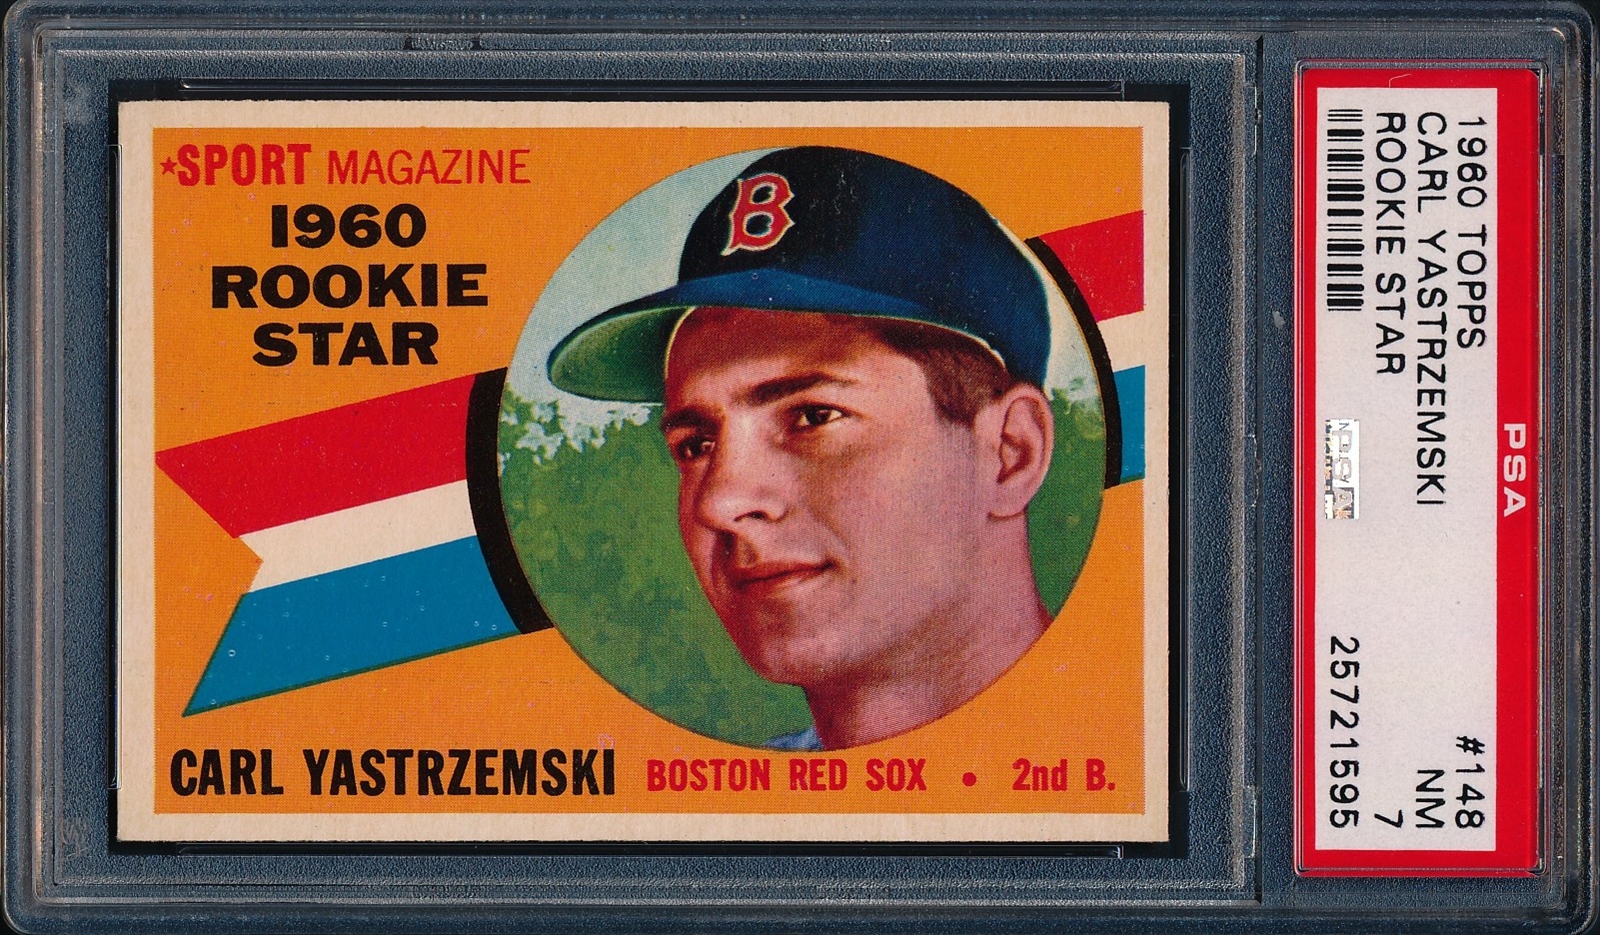 ★SPORT MAGAZINE
1960
ROOKIE
STAR
B
CARL YASTRZEMSKI
BOSTON RED SOX • 2nd B.
PSA
1960 TOPPS #148
CARL YASTRZEMSKI NM
ROOKIE STAR 7
25721595
PSA